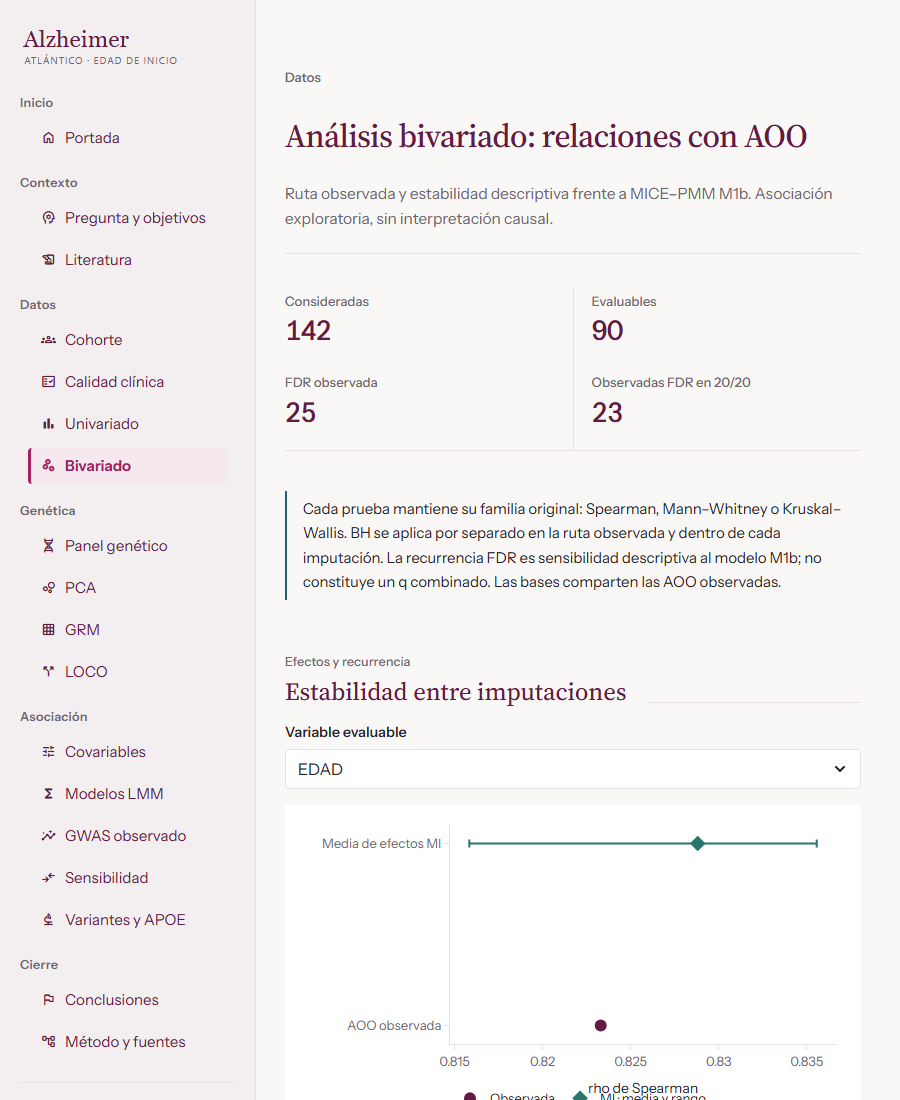 Alzheimer
ATLÁNTICO · EDAD DE INICIO
Inicio
Portada
Contexto
Pregunta y objetivos
Literatura
Datos
Cohorte
Calidad clínica
Univariado
Bivariado
Genética
Panel genético
PCA
GRM
LOCO
Asociación
Covariables
Modelos LMM
GWAS observado
Sensibilidad
Variantes y APOE
Cierre
Conclusiones
Método y fuentes
Datos
Análisis bivariado: relaciones con AOO
Ruta observada y estabilidad descriptiva frente a MICE–PMM M1b. Asociación
exploratoria, sin interpretación causal.
Consideradas
142
Evaluables
90
FDR observada
25
Observadas FDR en 20/20
23
Cada prueba mantiene su familia original: Spearman, Mann–Whitney o Kruskal–
Wallis. BH se aplica por separado en la ruta observada y dentro de cada
imputación. La recurrencia FDR es sensibilidad descriptiva al modelo M1b; no
constituye un q combinado. Las bases comparten las AOO observadas.
Efectos y recurrencia
Estabilidad entre imputaciones
Variable evaluable
EDAD
Media de efectos MI
AOO observada
0.815 0.82 0.825 0.83 0.835
rho de Spearman
Observada MI: media y rango